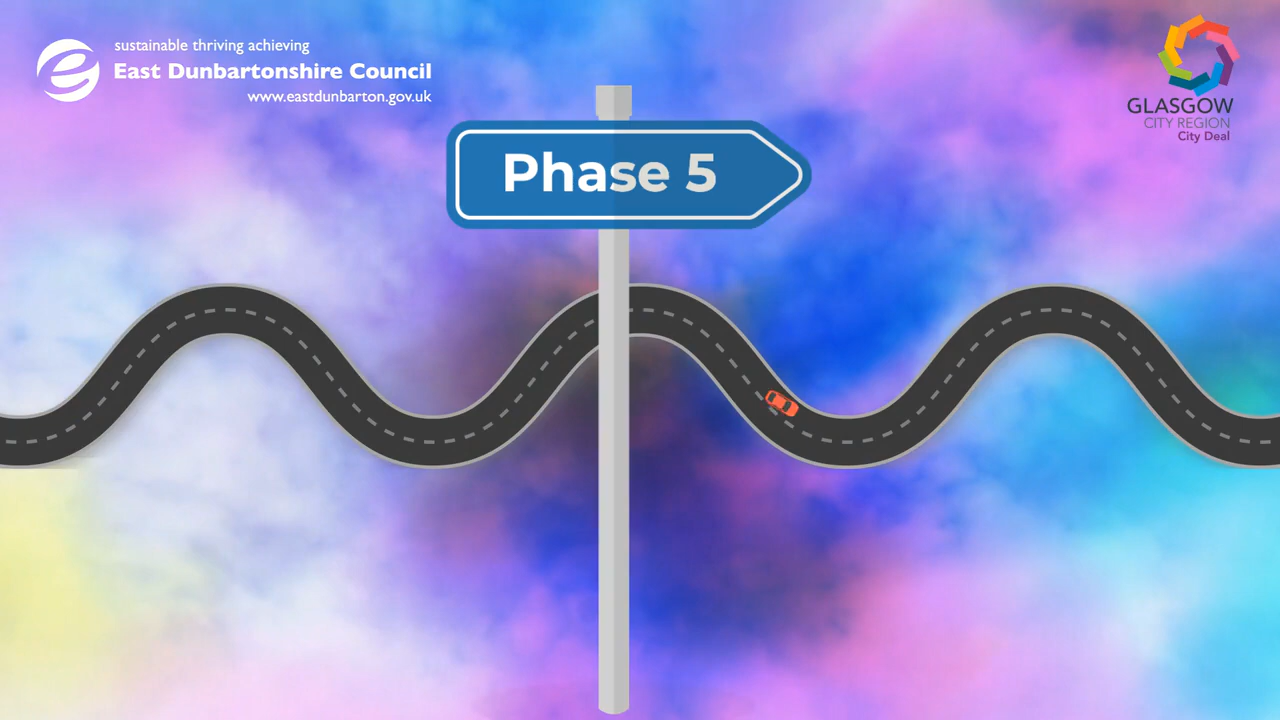 sustainable thriving achieving
East Dunbartonshire Council
www.eastdunbarton.gov.uk
GLASGOW
CITY REGION
City Deal
Phase 5